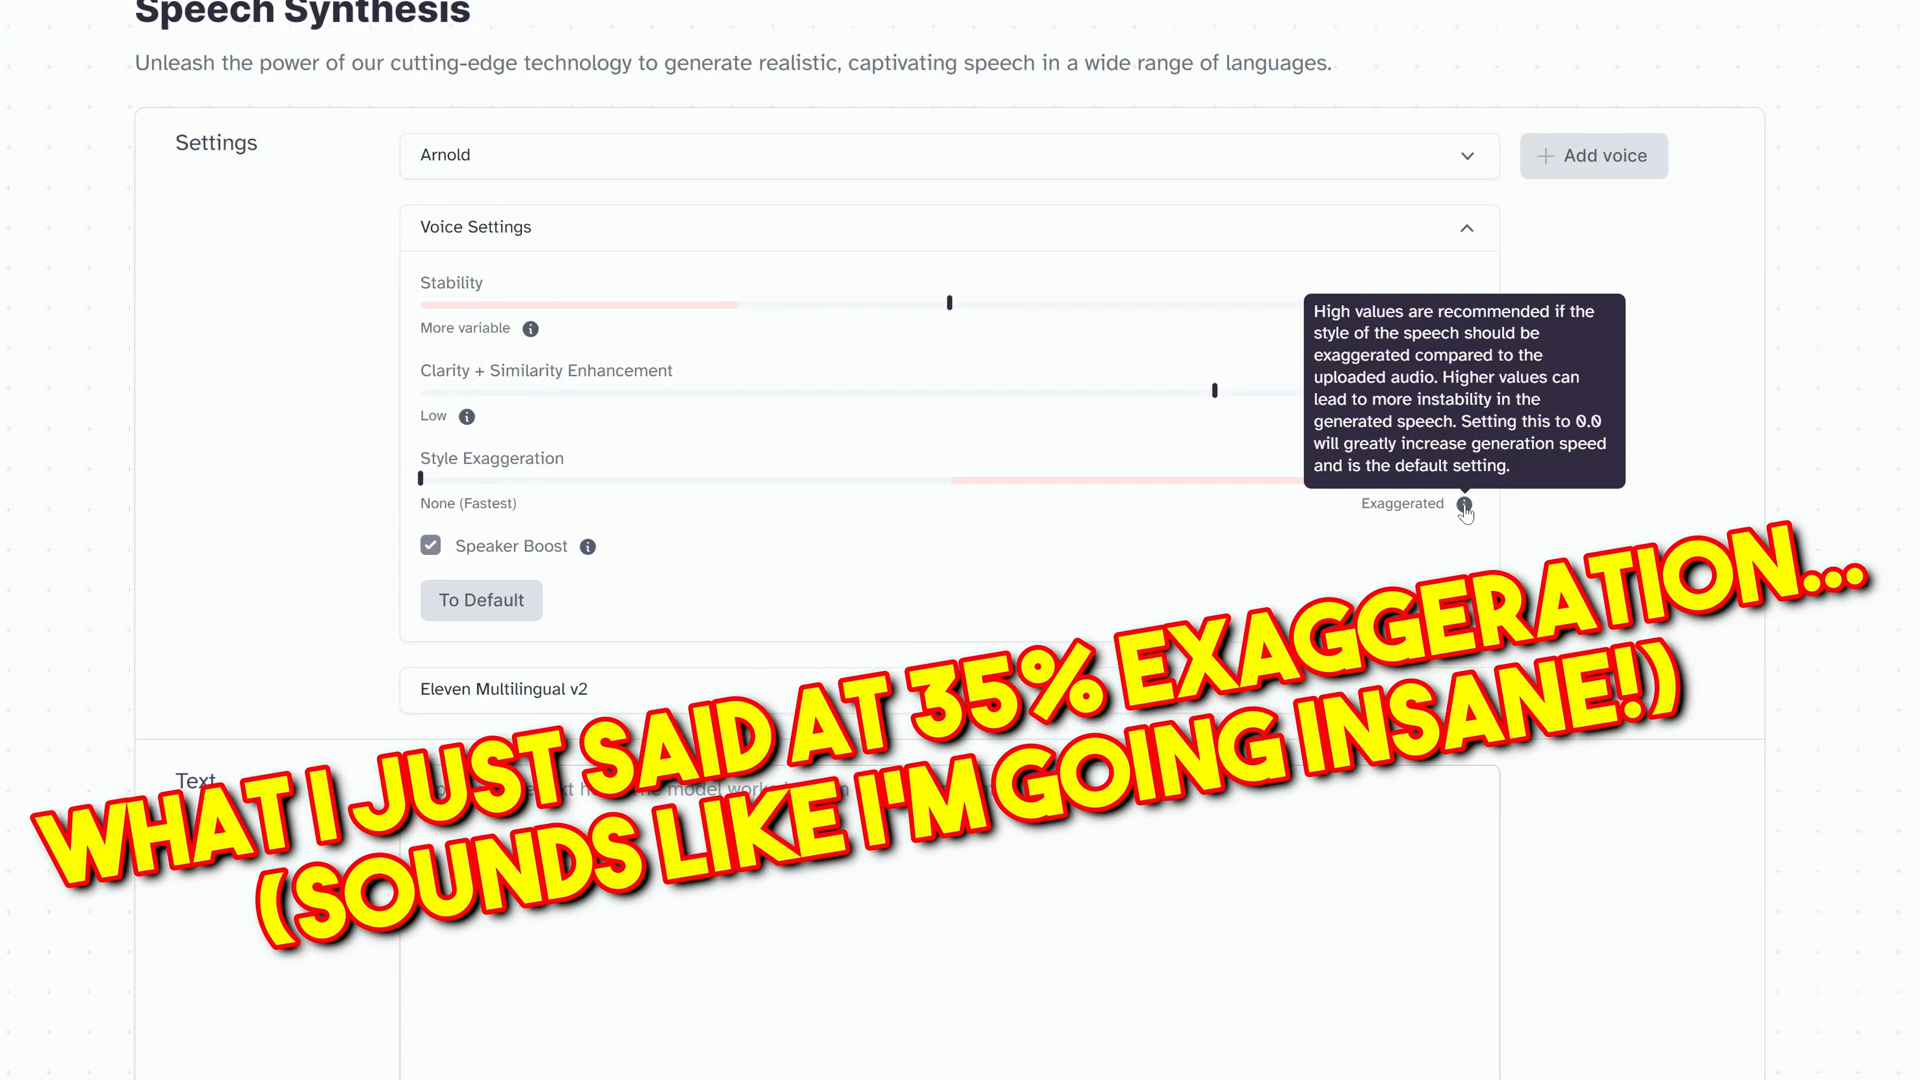 Speech Synthesis
Unleash the power of our cutting-edge technology to generate realistic, captivating speech in a wide range of languages.
Settings
Arnold
Add voice
Voice Settings
Stability
More variable
Clarity + Similarity Enhancement
Low
Style Exaggeration
None (Fastest)
Exaggerated
High values are recommended if the
style of the speech should be
exaggerated compared to the
uploaded audio. Higher values can
lead to more instability in the
generated speech. Setting this to 0.0
will greatly increase generation speed
and is the default setting.
Speaker Boost
To Default
Eleven Multilingual v2
Text
model
WHAT I JUST SAID AT 35% EXAGGERATION...
(SOUNDS LIKE I'M GOING INSANE!)